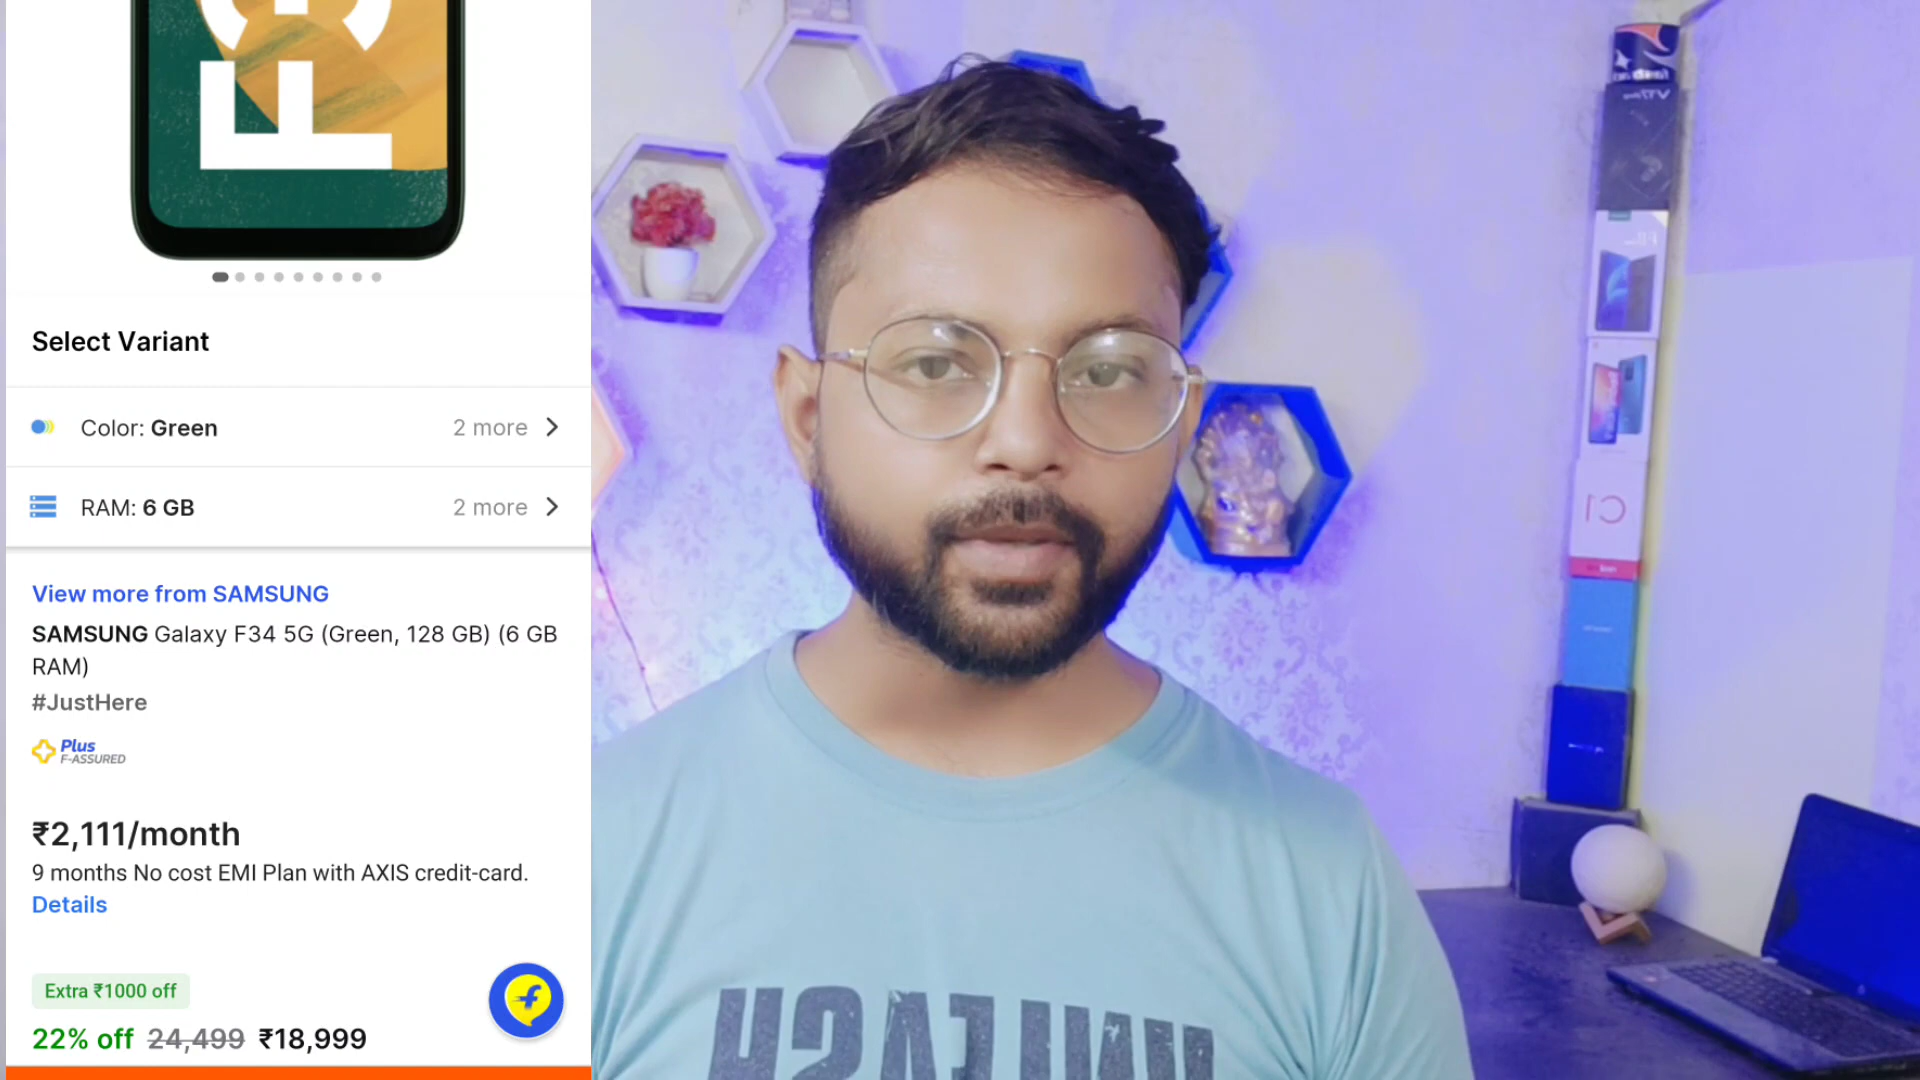 F
Select Variant
Color: Green
2 more
RAM: 6 GB
2 more
View more from SAMSUNG
SAMSUNG Galaxy F34 5G (Green, 128 GB) (6 GB
RAM)
#JustHere
Plus
F-ASSURED
₹2,111/month
9 months No cost EMI Plan with AXIS credit-card.
Details
Extra ₹1000 off
22% off 24,499 ₹18,999
V17
C1